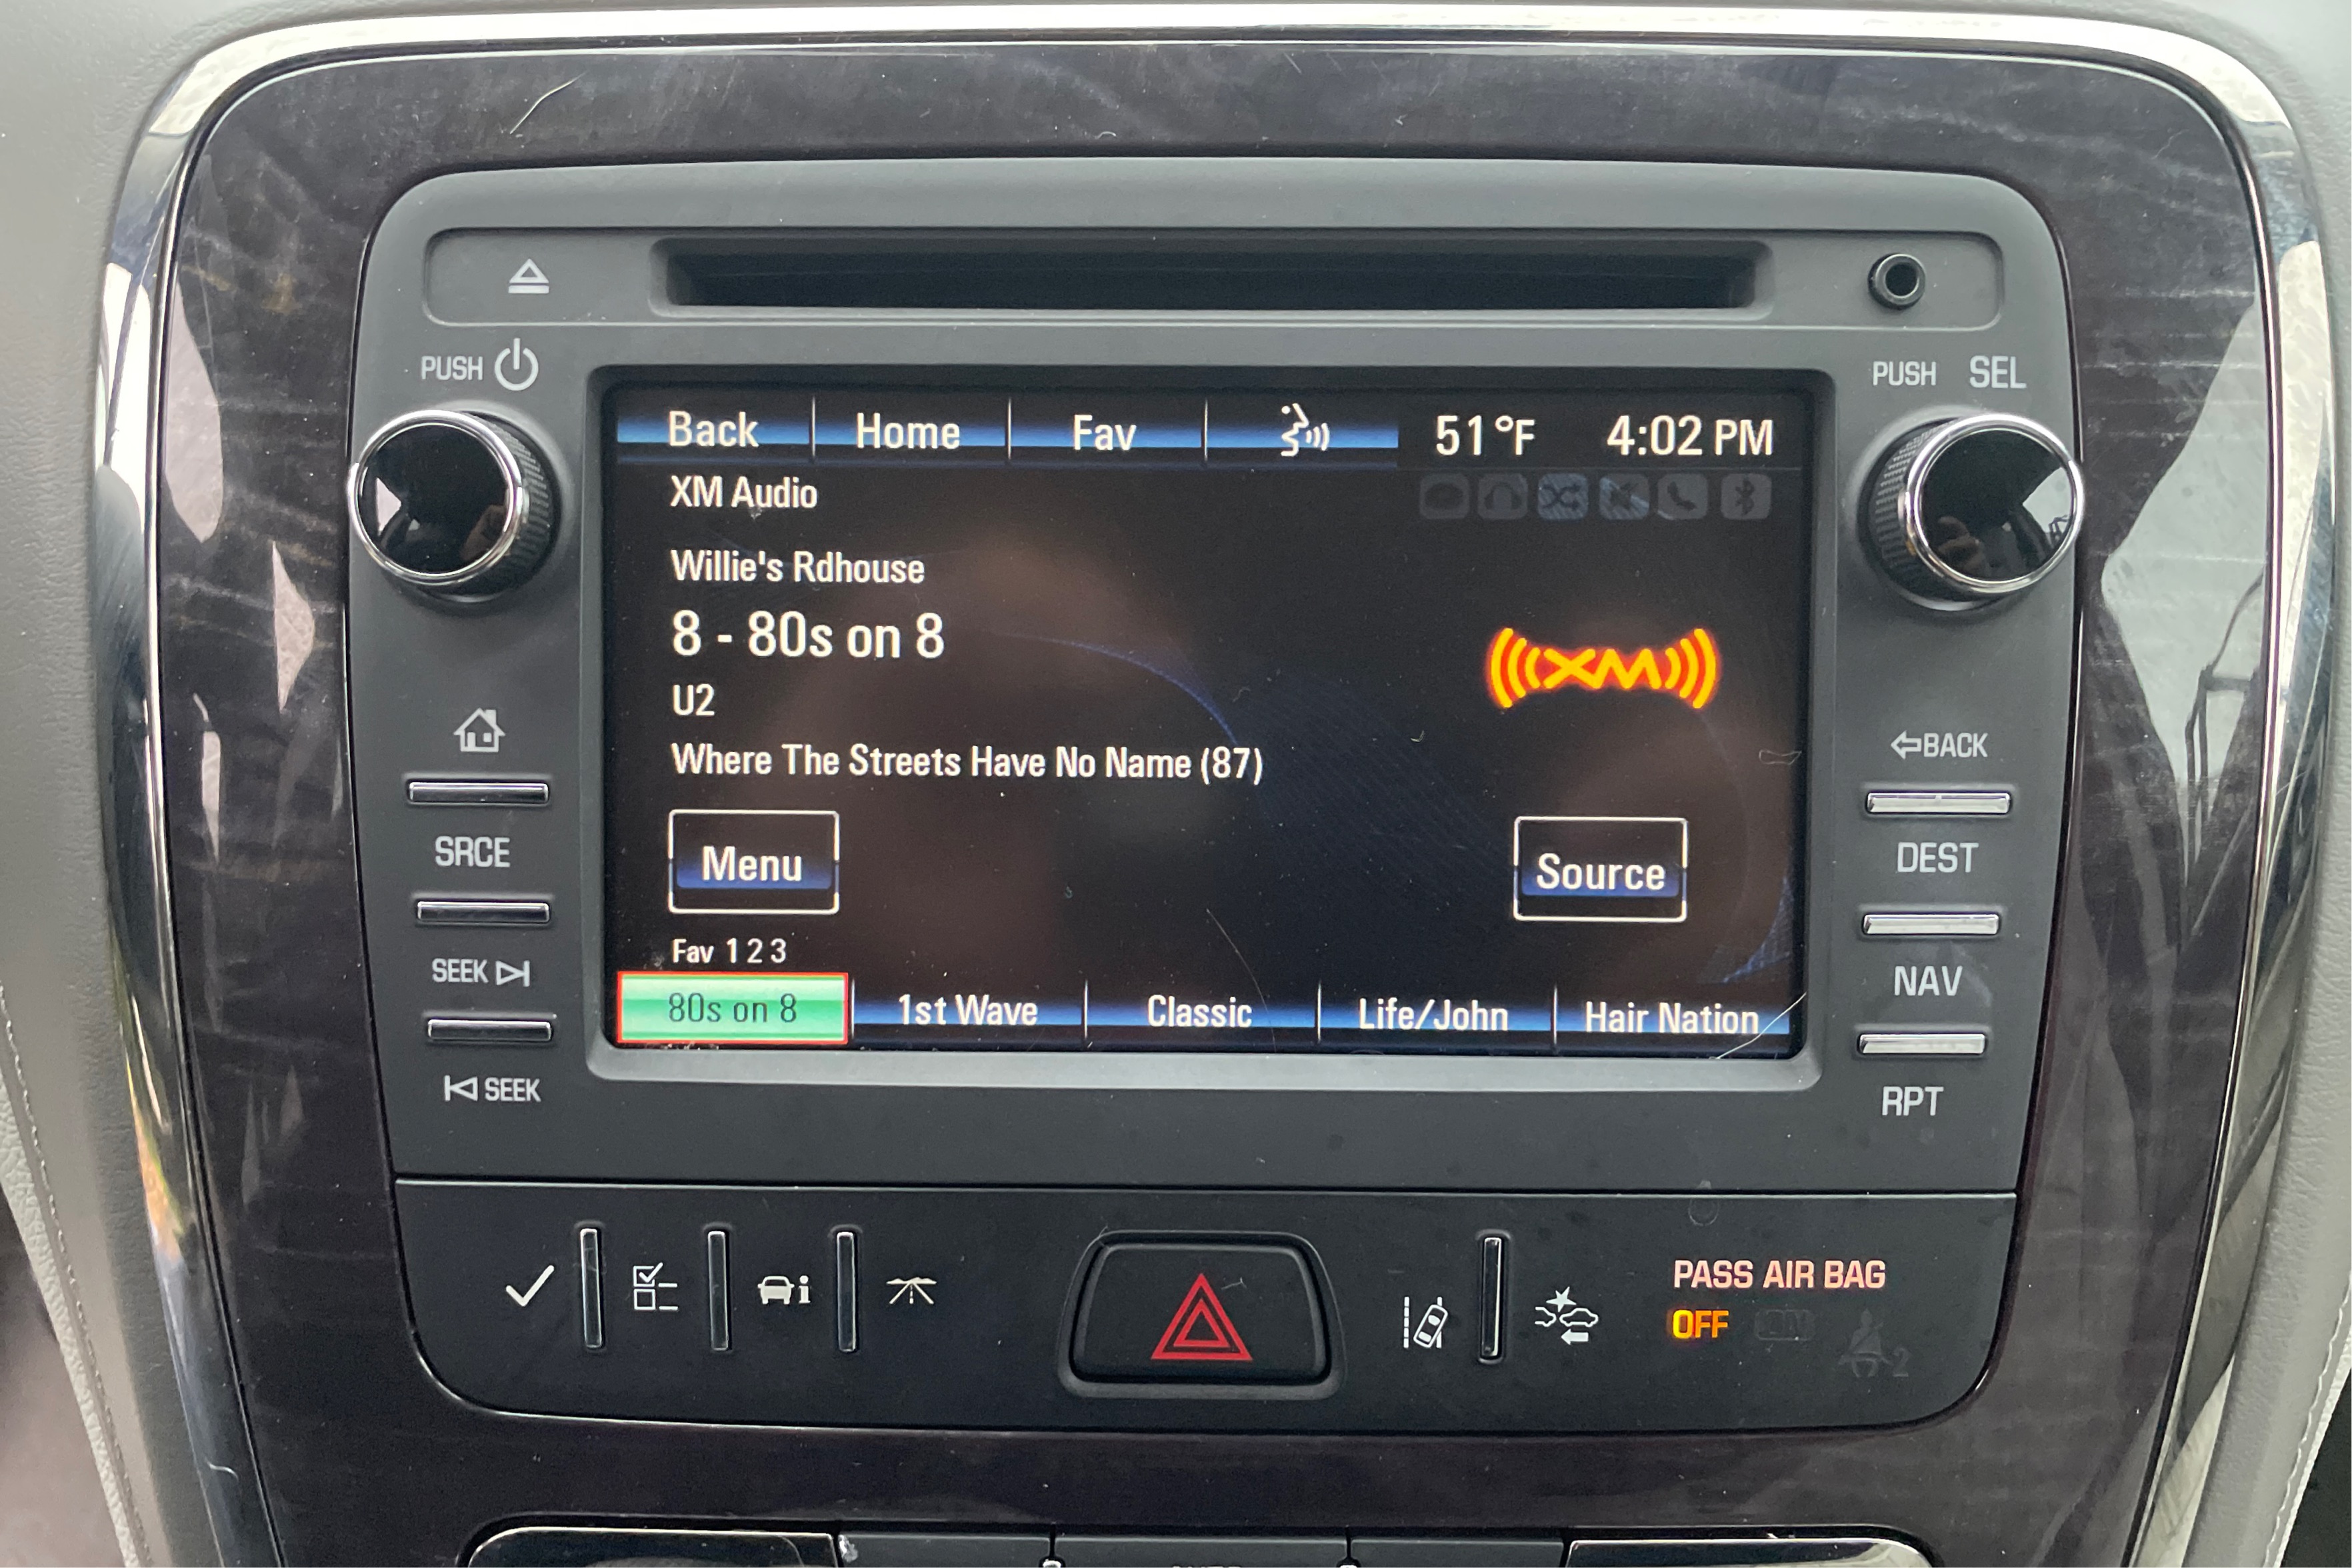 PUSH
PUSH SEL
Back Home Fav 51°F 4:02 PM
XM Audio
Willie's Rdhouse
8 - 80s on 8
XM
U2
Where The Streets Have No Name (87)
Menu Source
Fav 1 2 3
80s on 8 1st Wave Classic Life/John Hair Nation
SRCE
SEEK
SEEK
BACK
DEST
NAV
RPT
i
PASS AIR BAG
OFF ON 2